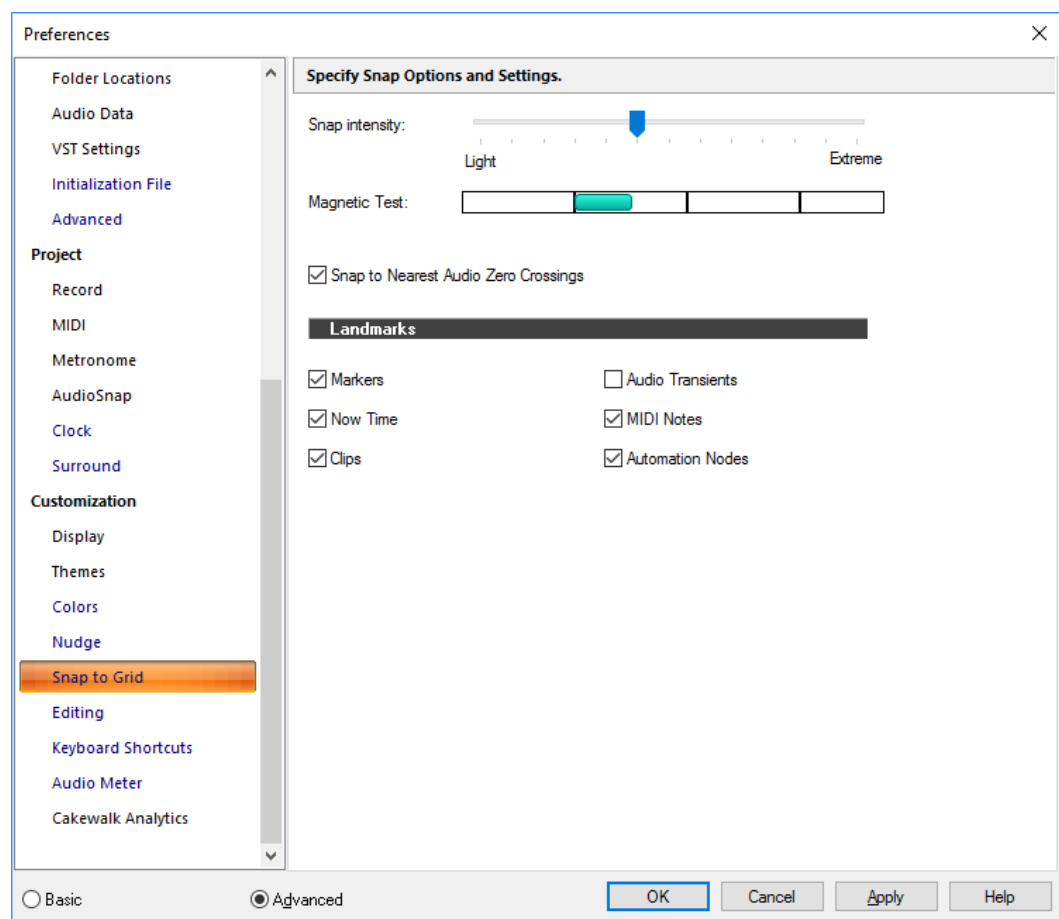 Preferences
Folder Locations
Audio Data
VST Settings
Initialization File
Advanced
Project
Record
MIDI
Metronome
AudioSnap
Clock
Surround
Customization
Display
Themes
Colors
Nudge
Snap to Grid
Editing
Keyboard Shortcuts
Audio Meter
Cakewalk Analytics
Specify Snap Options and Settings.
Snap intensity:
Light Extreme
Magnetic Test:
Snap to Nearest Audio Zero Crossings
Landmarks
Markers Audio Transients
Now Time MIDI Notes
Clips Automation Nodes
Basic Advanced OK Cancel Apply Help